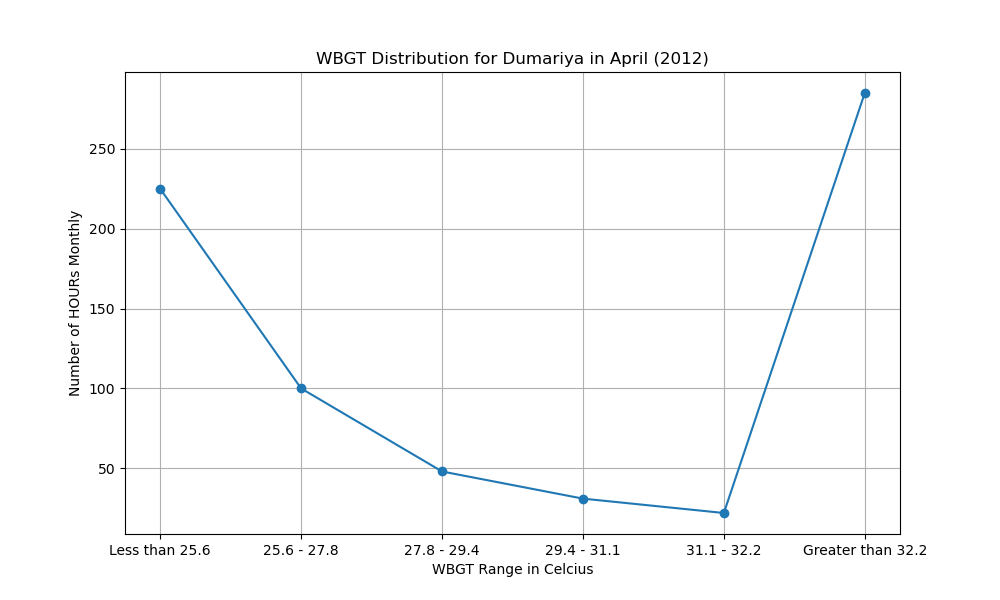 WBGT Distribution for Dumariya in April (2012)
Number of HOURs Monthly
250
200
150
100
50
Less than 25.6
25.6 - 27.8
27.8 - 29.4
29.4 - 31.1
31.1 - 32.2
Greater than 32.2
WBGT Range in Celcius